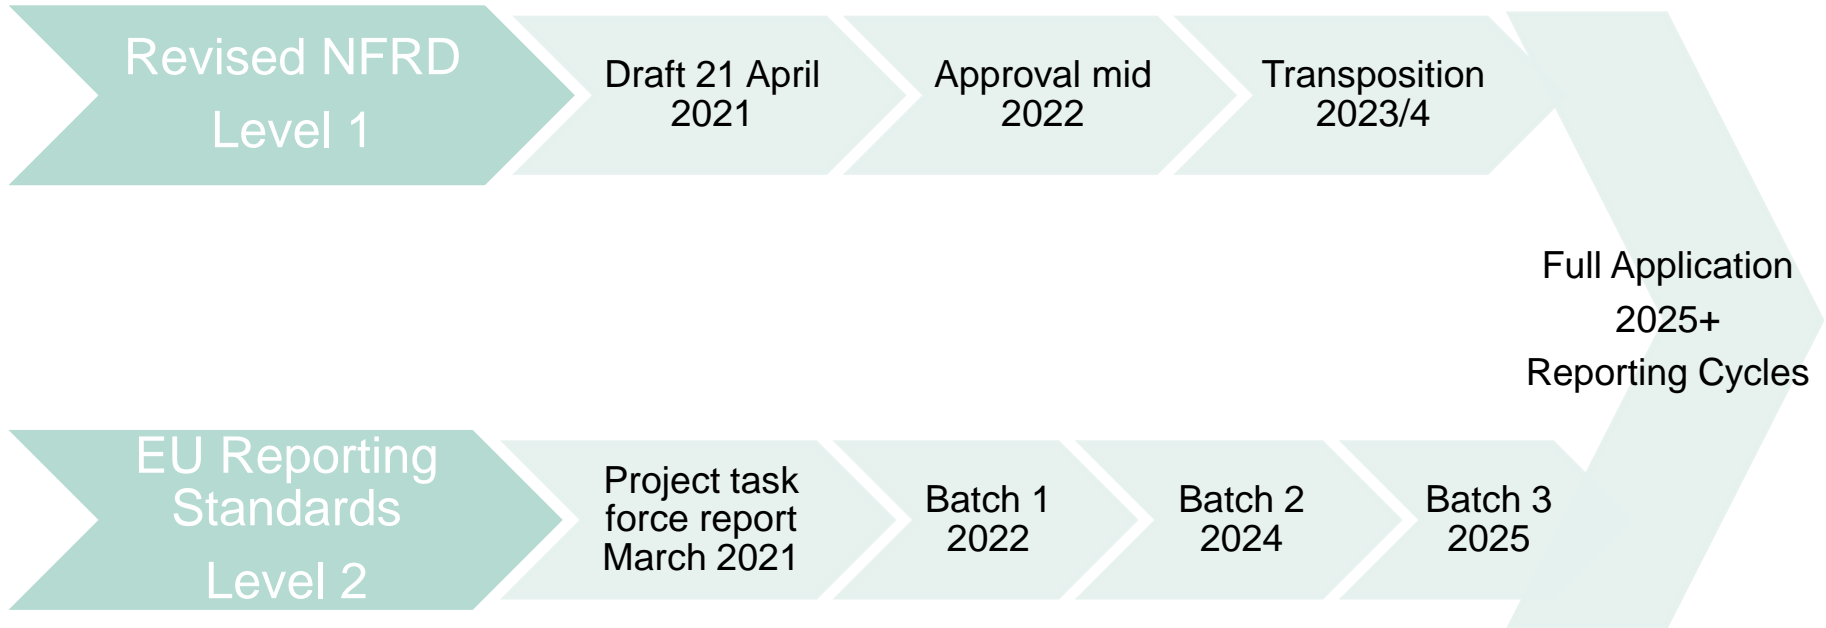 Revised NFRD
Level 1
Draft 21 April
2021
Approval mid
2022
Transposition
2023/4
Full Application
2025+
Reporting Cycles
EU Reporting
Standards
Level 2
Project task
force report
March 2021
Batch 1
2022
Batch 2
2024
Batch 3
2025